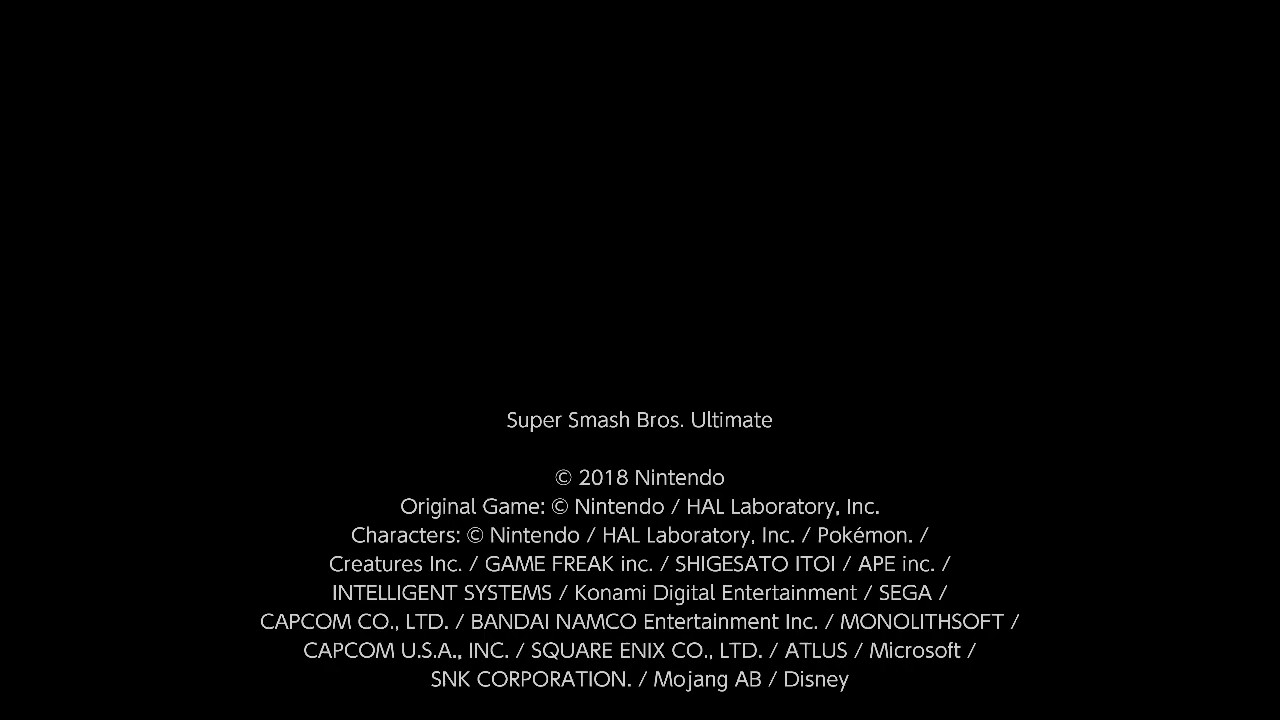 Super Smash Bros. Ultimate
© 2018 Nintendo
Original Game: © Nintendo / HAL Laboratory, Inc.
Characters: © Nintendo / HAL Laboratory, Inc. / Pokémon. /
Creatures Inc. / GAME FREAK inc. / SHIGESATO ITOI / APE inc. /
INTELLIGENT SYSTEMS / Konami Digital Entertainment / SEGA /
CAPCOM CO., LTD. / BANDAI NAMCO Entertainment Inc. / MONOLITHSOFT /
CAPCOM U.S.A., INC. / SQUARE ENIX CO., LTD. / ATLUS / Microsoft /
SNK CORPORATION. / Mojang AB / Disney